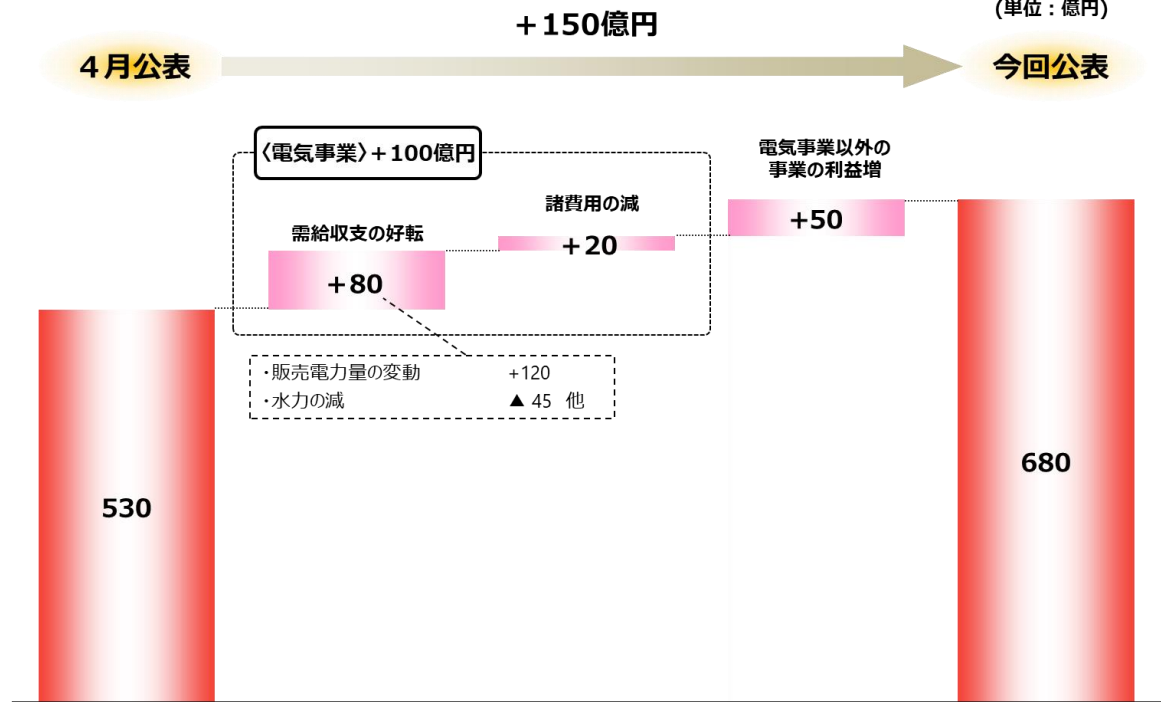 (単位：億円)
＋150億円
４月公表
今回公表
〈電気事業〉＋100億円
電気事業以外の
事業の利益増
諸費用の減
+50
需給収支の好転
＋20
＋80
・販売電力量の変動 +120
・水力の減 ▲ 45 他
680
530